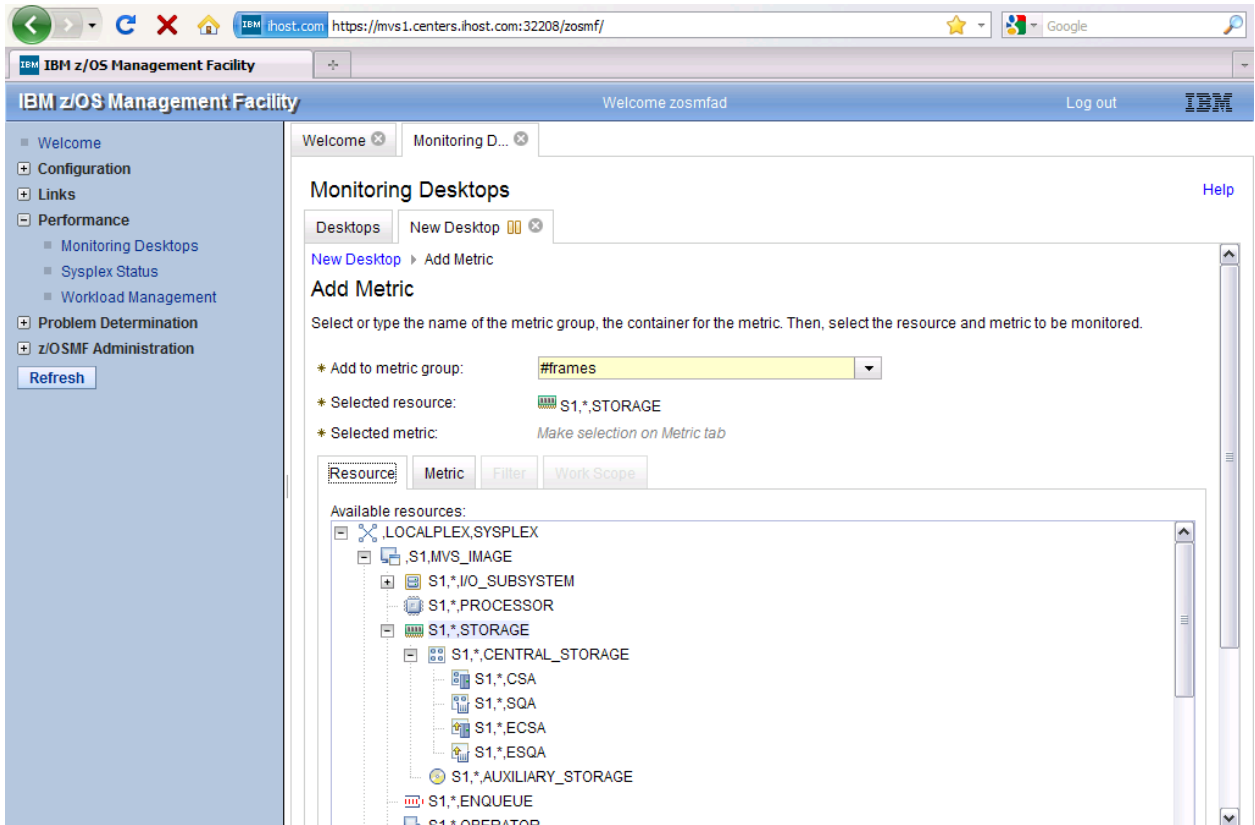 IBM ihost.com https://mvs1.centers.ihost.com:32208/zosmf/ Google
IBM IBM z/OS Management Facility
IBM z/OS Management Facility Welcome zosmfad Log out IBM
Welcome
Configuration
Links
Performance
Monitoring Desktops
Sysplex Status
Workload Management
Problem Determination
z/OSMF Administration
Refresh
Welcome Monitoring D...
Monitoring Desktops Help
Desktops New Desktop
New Desktop Add Metric
Add Metric
Select or type the name of the metric group, the container for the metric. Then, select the resource and metric to be monitored.
* Add to metric group: #frames
* Selected resource: S1,*,STORAGE
* Selected metric: Make selection on Metric tab
Resource Metric Filter Work Scope
Available resources:
,LOCALPLEX,SYSPLEX
,S1,MVS_IMAGE
S1,*,I/O_SUBSYSTEM
S1,*,PROCESSOR
S1,*,STORAGE
S1,*,CENTRAL_STORAGE
S1,*,CSA
S1,*,SQA
S1,*,ECSA
S1,*,ESQA
S1,*,AUXILIARY_STORAGE
S1,*,ENQUEUE
S1,*,OPERATOR